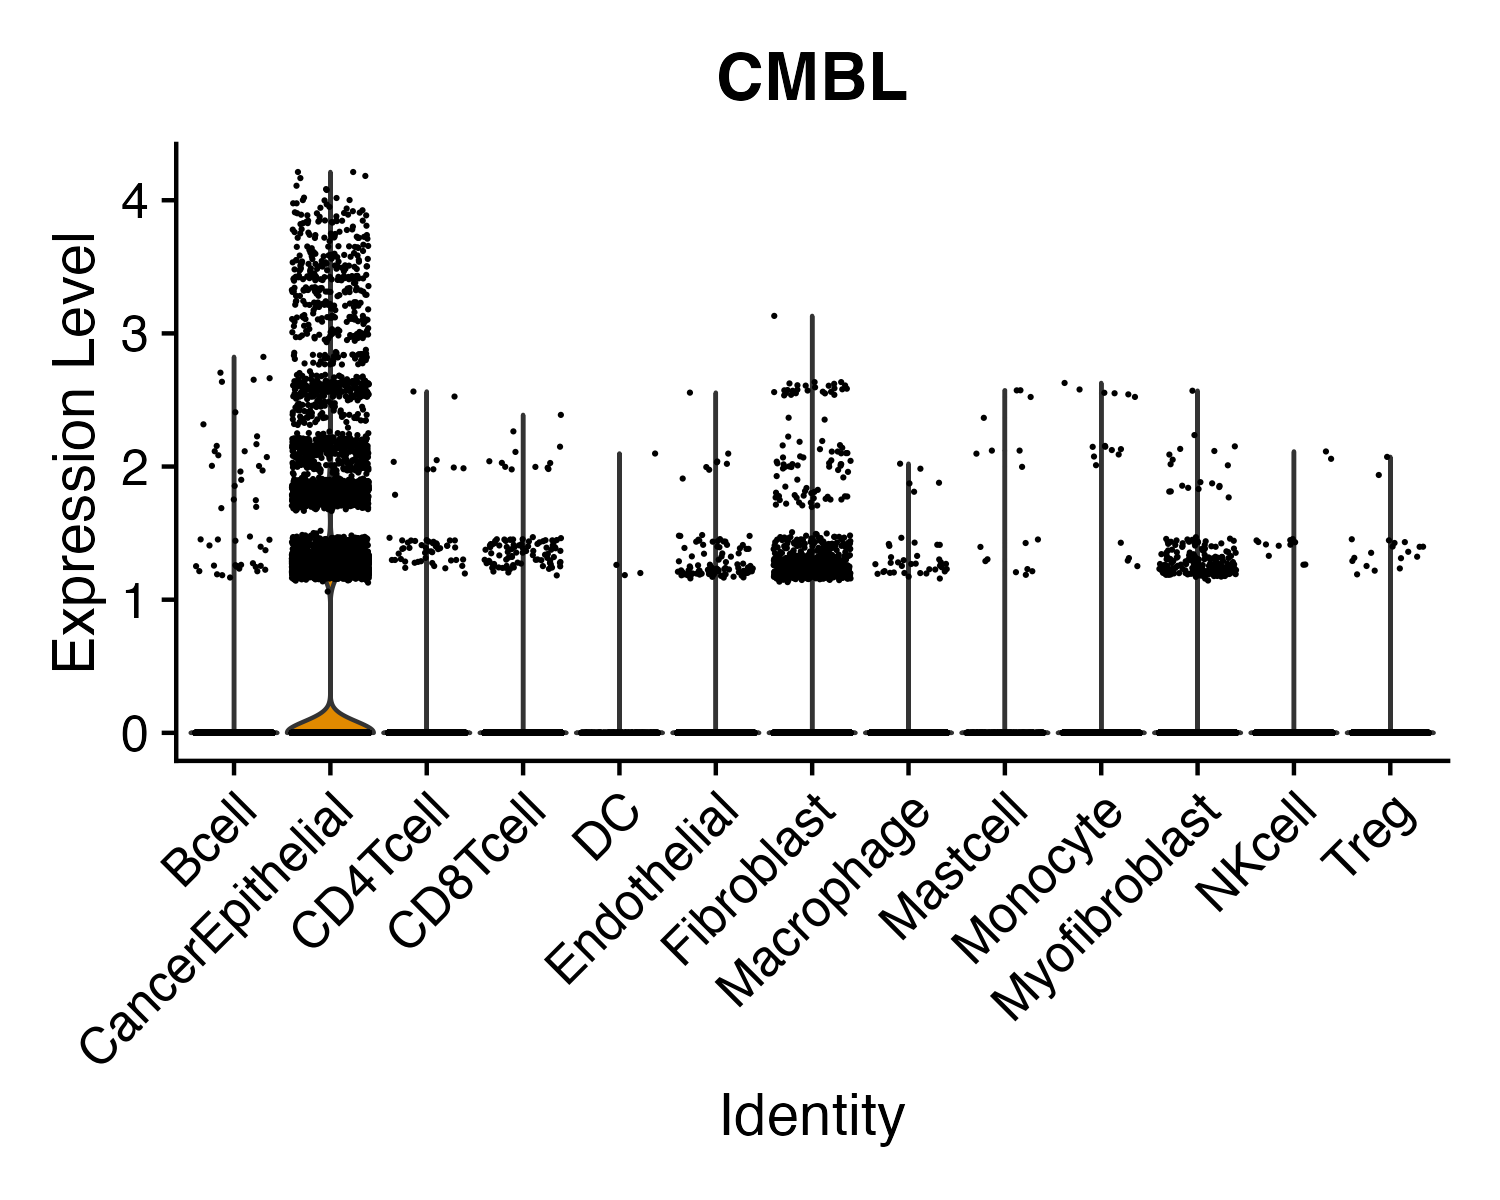 CMBL
Expression Level
4
3
2
1
0
Bcell
CancerEpithelial
CD4Tcell
CD8Tcell
DC
Endothelial
Fibroblast
Macrophage
Mastcell
Monocyte
Myofibroblast
NKcell
Treg
Identity